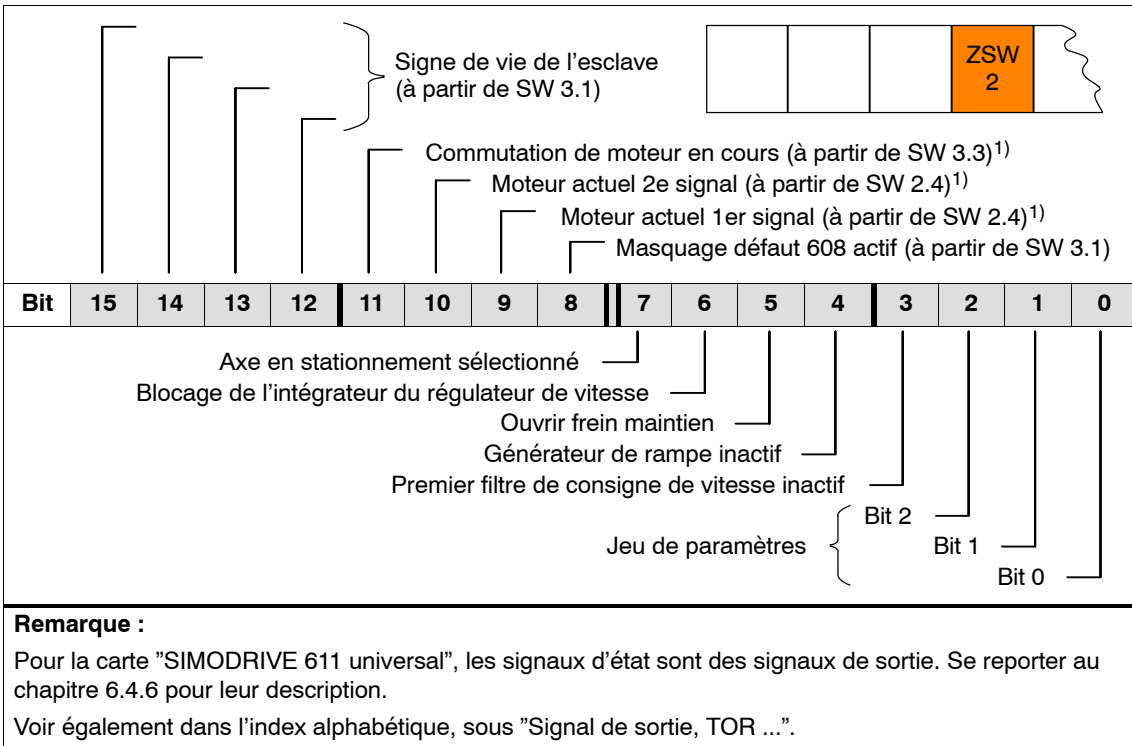 Signe de vie de l'esclave
(à partir de SW 3.1)
ZSW
2
Commutation de moteur en cours (à partir de SW 3.3)1)
Moteur actuel 2e signal (à partir de SW 2.4)1)
Moteur actuel 1er signal (à partir de SW 2.4)1)
Masquage défaut 608 actif (à partir de SW 3.1)
Bit 15 14 13 12 11 10 9 8 7 6 5 4 3 2 1 0
Axe en stationnement sélectionné
Blocage de l'intégrateur du régulateur de vitesse
Ouvrir frein maintien
Générateur de rampe inactif
Premier filtre de consigne de vitesse inactif
Bit 2
Jeu de paramètres
Bit 1
Bit 0
Remarque :
Pour la carte "SIMODRIVE 611 universal", les signaux d'état sont des signaux de sortie. Se reporter au
chapitre 6.4.6 pour leur description.
Voir également dans l'index alphabétique, sous "Signal de sortie, TOR ...".